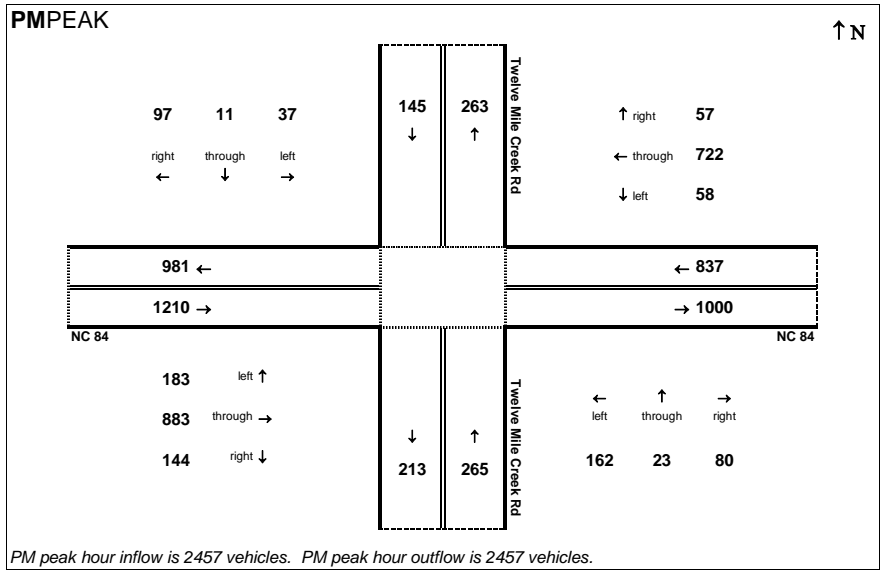 PMPEAK
↑ N
97 11 37
right through left
← ↓ →
145 263
↓ ↑
Twelve Mile Creek Rd
↑ right 57
← through 722
↓ left 58
981 ←
← 837
1210 →
→ 1000
NC 84
NC 84
183 left ↑
883 through →
144 right ↓
↓ ↑
213 265
Twelve Mile Creek Rd
← ↑ →
left through right
162 23 80
PM peak hour inflow is 2457 vehicles. PM peak hour outflow is 2457 vehicles.